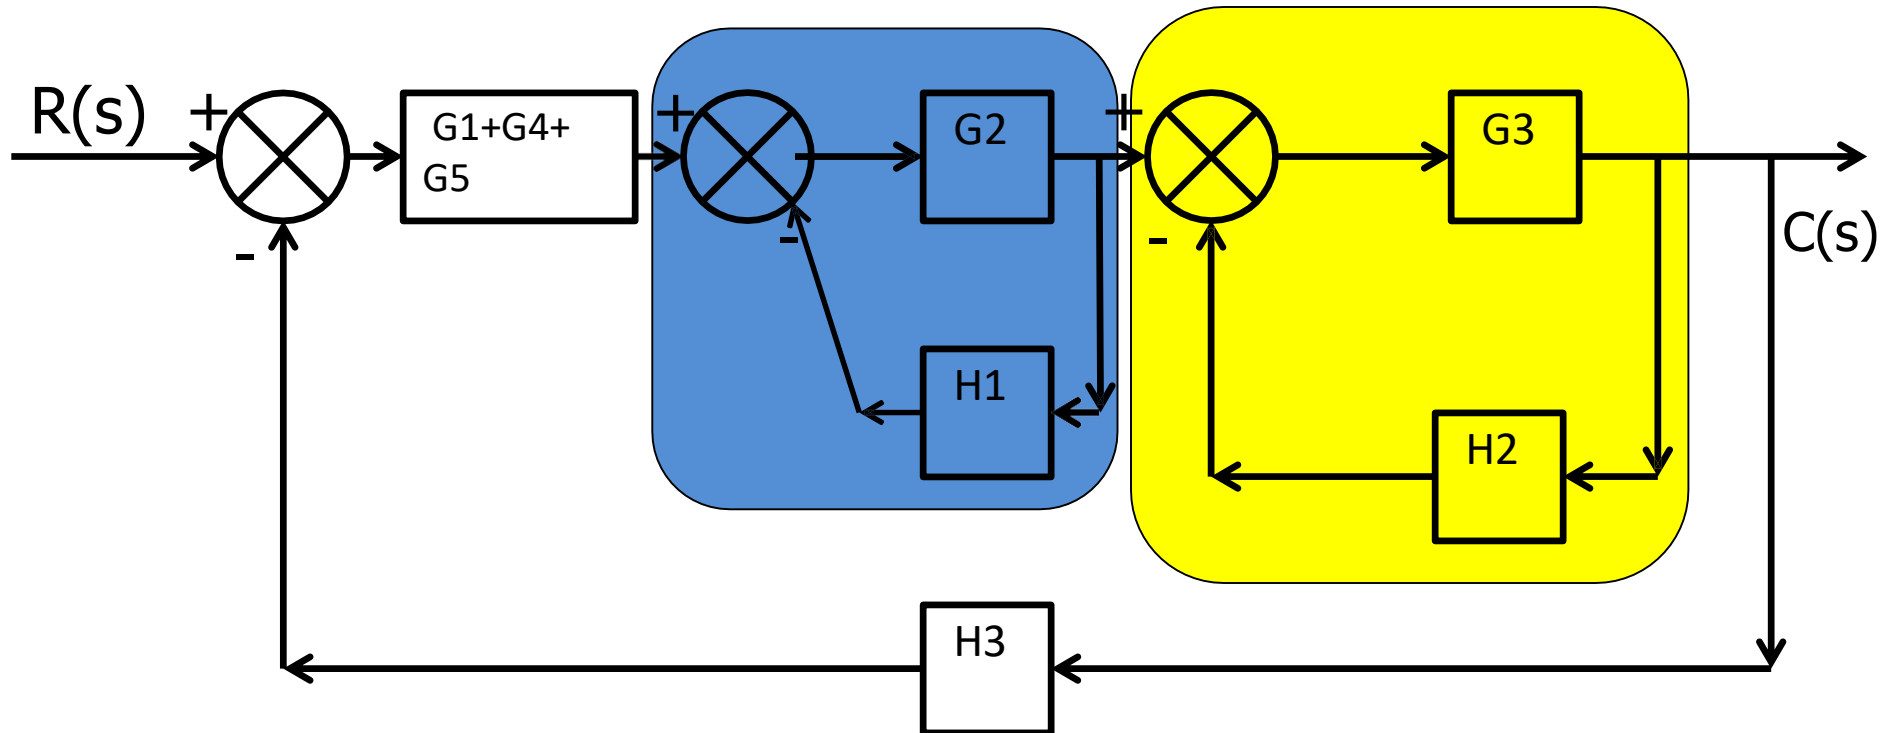 R(s)
+
G1+G4+
G5
+
G2
+
G3
-
-
-
C(s)
H1
H2
H3